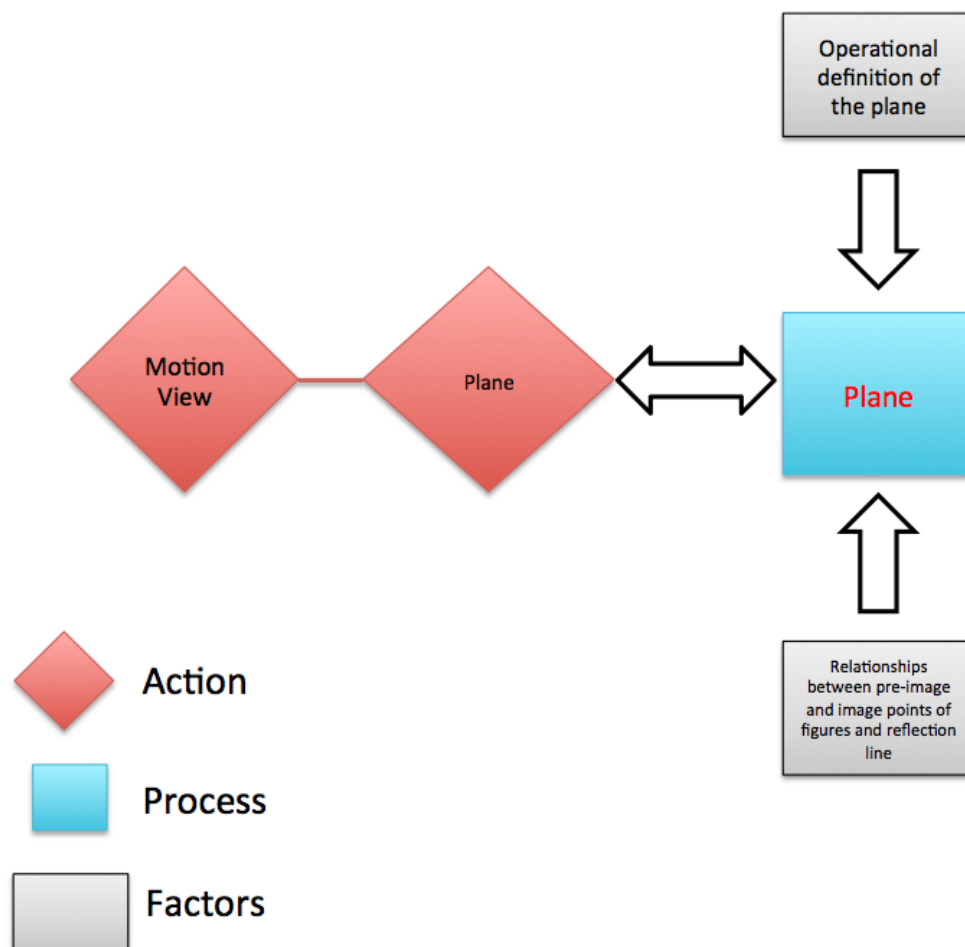 Operational
definition of
the plane
Motion
View
Plane
Plane
Relationships
between pre-image
and image points of
figures and reflection
line
Action
Process
Factors